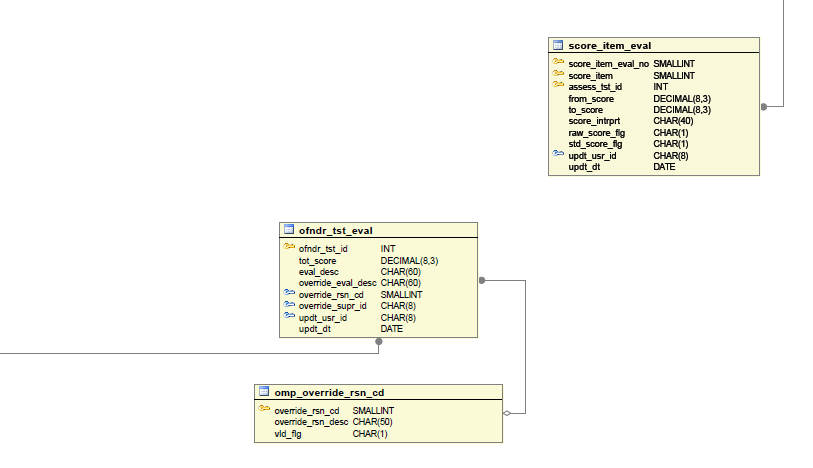 score_item_eval
score_item_eval_no SMALLINT
score_item SMALLINT
assess_tst_id INT
from_score DECIMAL(8,3)
to_score DECIMAL(8,3)
score_intrprt CHAR(40)
raw_score_flg CHAR(1)
std_score_flg CHAR(1)
updt_usr_id CHAR(8)
updt_dt DATE
ofndr_tst_eval
ofndr_tst_id INT
tot_score DECIMAL(8,3)
eval_desc CHAR(60)
override_eval_desc CHAR(60)
override_rsn_cd SMALLINT
override_supr_id CHAR(8)
updt_usr_id CHAR(8)
updt_dt DATE
omp_override_rsn_cd
override_rsn_cd SMALLINT
override_rsn_desc CHAR(50)
vld_flg CHAR(1)